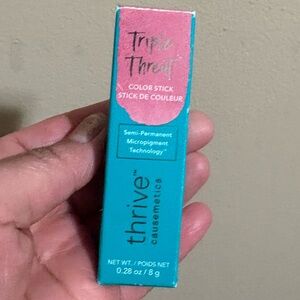 Triple
Threat
COLOR STICK
STICK DE COULEUR
Semi-Permanent
Micropigment
Technology™
thrive™
causemetics
NET WT. / POIDS NET
0.28 oz / 8 g